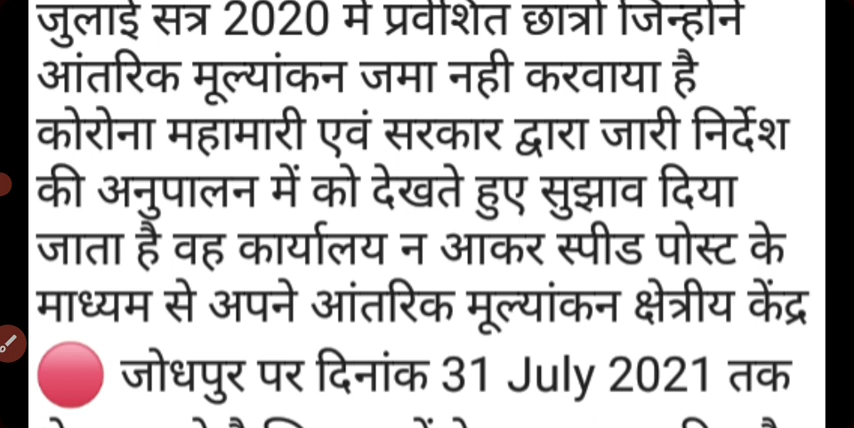 जुलाई सत्र 2020 में प्रवेशित छात्रों जिन्होंने
आंतरिक मूल्यांकन जमा नही करवाया है
कोरोना महामारी एवं सरकार द्वारा जारी निर्देश
की अनुपालन में को देखते हुए सुझाव दिया
जाता है वह कार्यालय न आकर स्पीड पोस्ट के
माध्यम से अपने आंतरिक मूल्यांकन क्षेत्रीय केंद्र
जोधपुर पर दिनांक 31 July 2021 तक